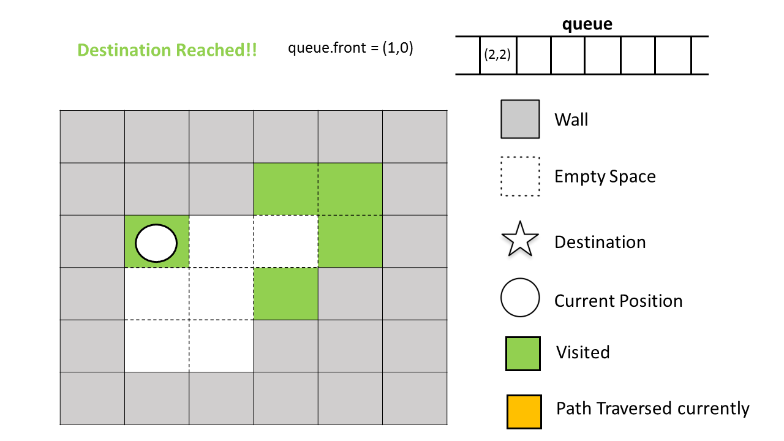 queue
Destination Reached!!
queue.front = (1,0)
(2,2)
Wall
Empty Space
Destination
Current Position
Visited
Path Traversed currently